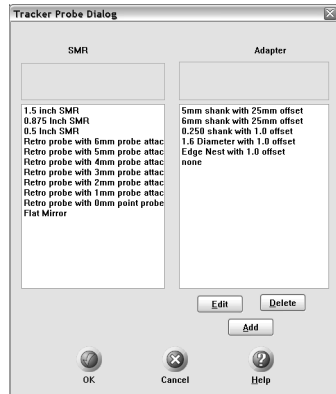 Tracker Probe Dialog
SMR
Adapter
1.5 inch SMR
0.875 Inch SMR
0.5 Inch SMR
Retro probe with 6mm probe attac
Retro probe with 5mm probe attac
Retro probe with 4mm probe attac
Retro probe with 3mm probe attac
Retro probe with 2mm probe attac
Retro probe with 1mm probe attac
Retro probe with 0mm point probe
Flat Mirror
5mm shank with 25mm offset
6mm shank with 25mm offset
0.250 shank with 1.0 offset
1.6 Diameter with 1.0 offset
Edge Nest with 1.0 offset
none
Edit
Delete
Add
OK
Cancel
Help